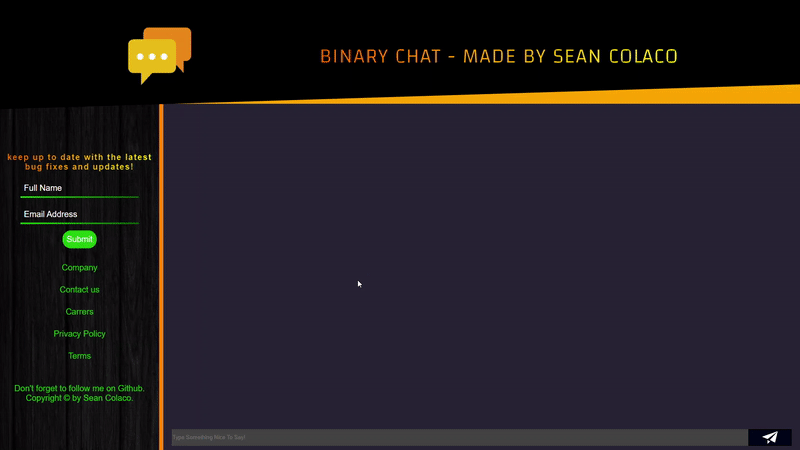 BINARY CHAT - MADE BY SEAN COLACO
keep up to date with the latest
bug fixes and updates!
Full Name
Email Address
Submit
Company
Contact us
Carrers
Privacy Policy
Terms
Don't forget to follow me on Github.
Copyright © by Sean Colaco.
Type Something Nice To Say!